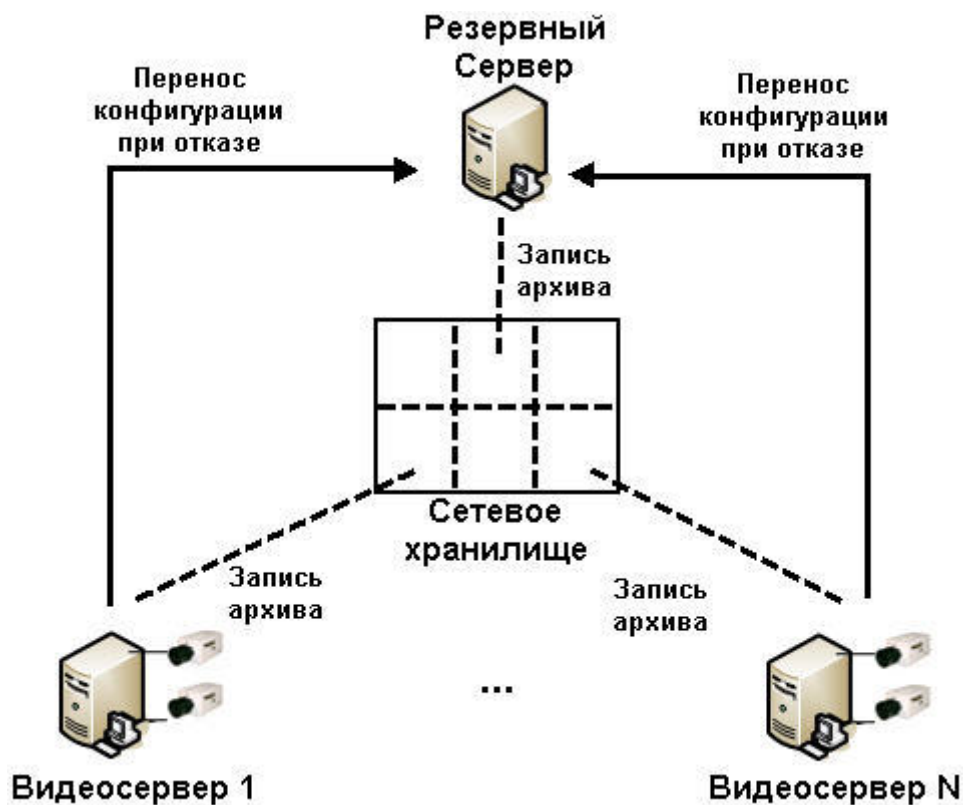 Резервный
Сервер
Перенос
конфигурации
при отказе
Перенос
конфигурации
при отказе
Запись
архива
Сетевое
хранилище
Запись
архива
Запись
архива
...
Видеосервер 1
Видеосервер N